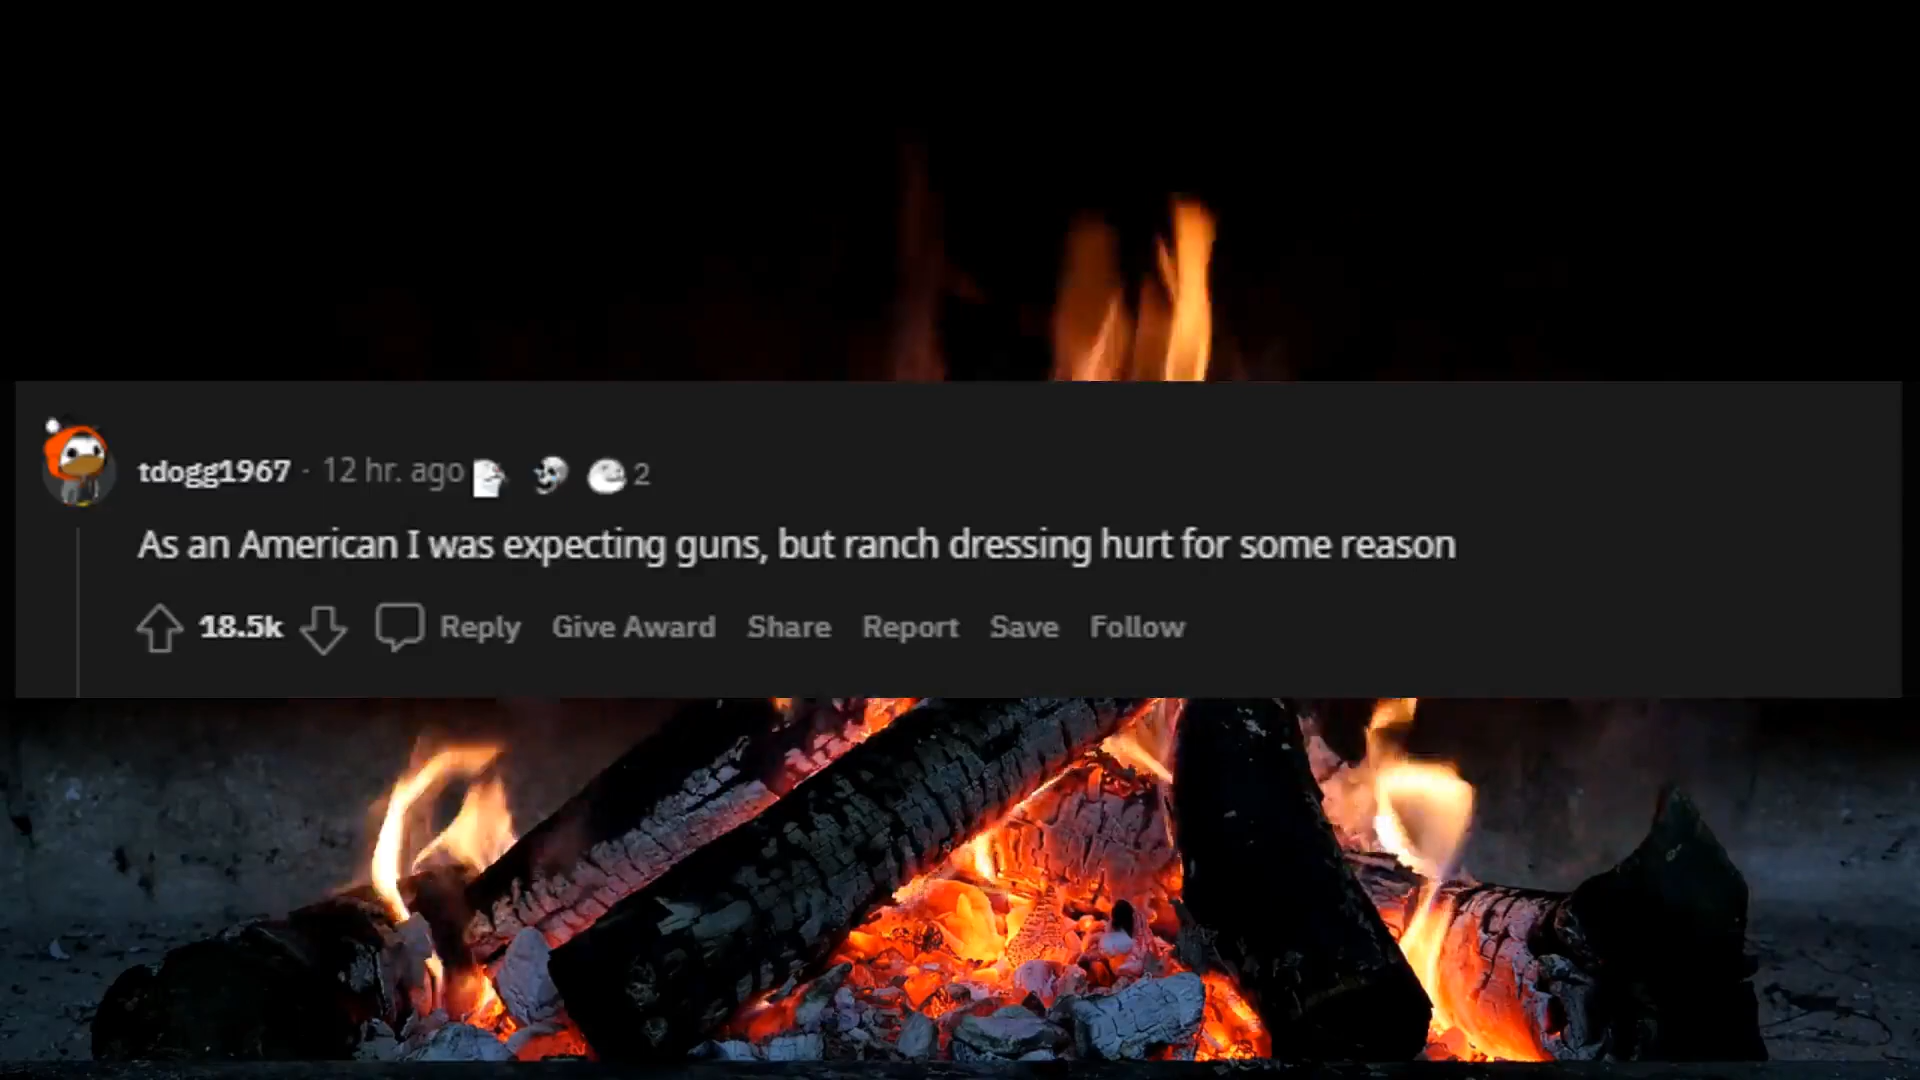 tdogg1967 · 12 hr. ago 2
As an American I was expecting guns, but ranch dressing hurt for some reason
18.5k Reply Give Award Share Report Save Follow